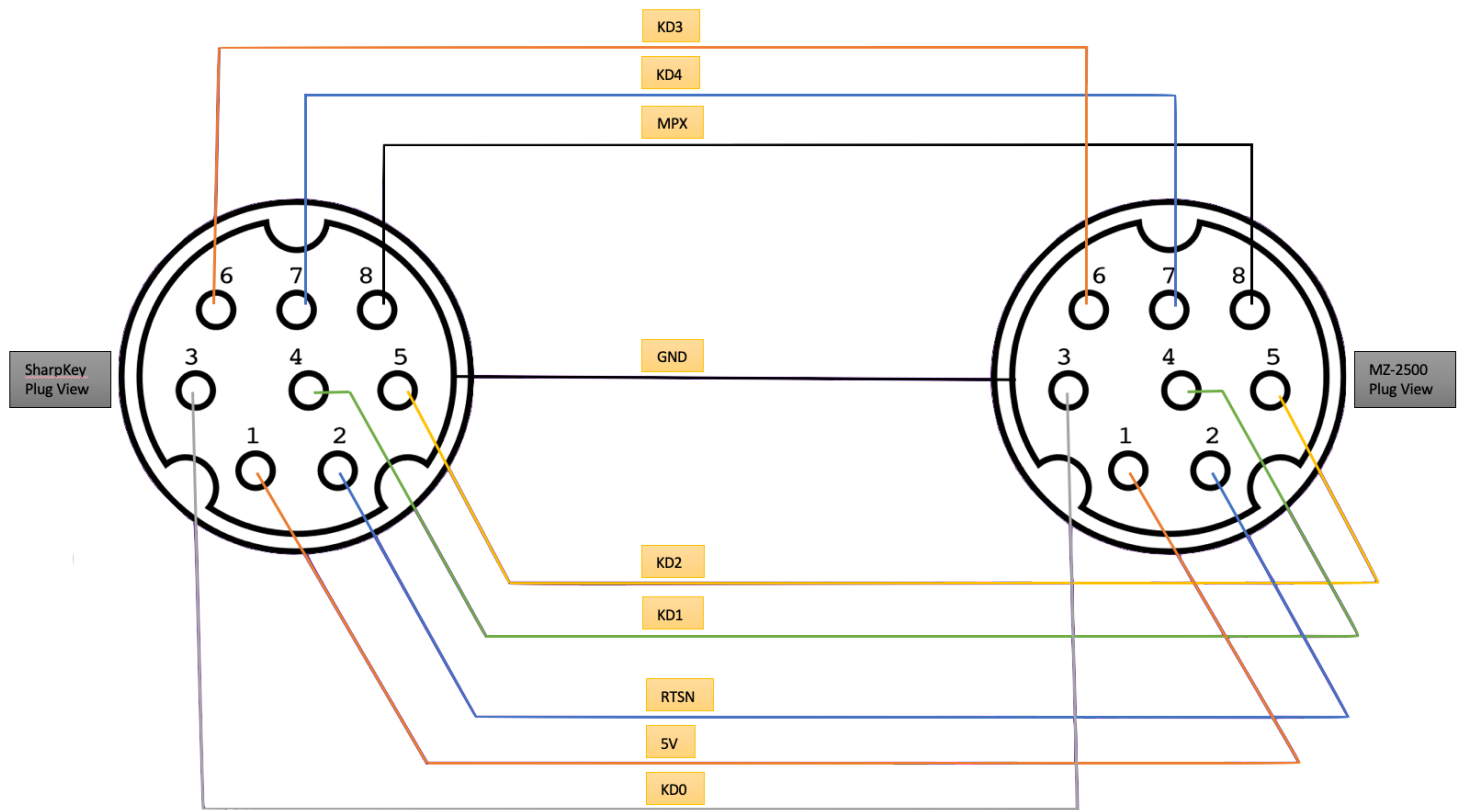 KD3
KD4
MPX
6 7 8
6 7 8
3 4 5
GND
3 4 5
SharpKey
Plug View
MZ-2500
Plug View
1 2
1 2
KD2
KD1
RTSN
5V
KD0